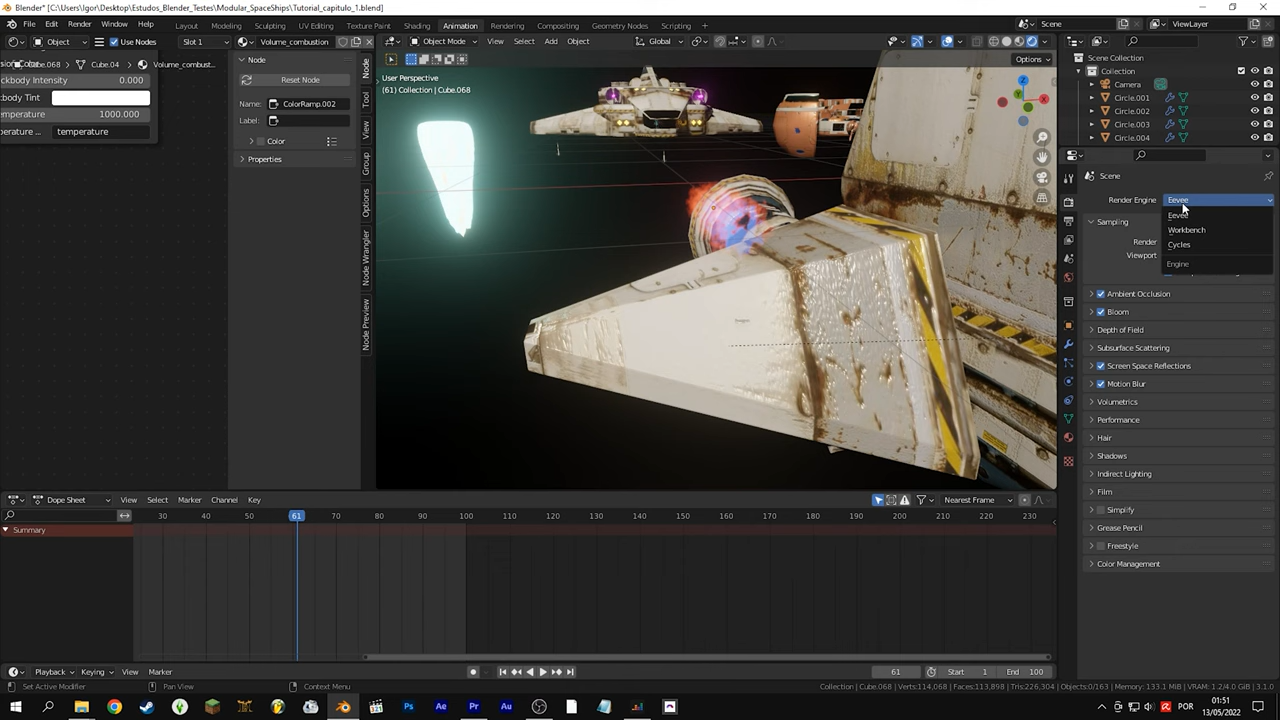 Blender* [C:\Users\Igor\Desktop\Estudos_Blender_Testes\Modular_SpaceShips\Tutorial_capitulo_1.blend]
File Edit Render Window Help
Layout Modeling Sculpting UV Editing Texture Paint Shading Animation Rendering Compositing Geometry Nodes Scripting
Scene ViewLayer
Object Use Nodes Slot 1 Volume_combustion
Object Mode View Select Add Object Global
Options
Cube.068 Cube.04 Volume_combust...
ckbody Intensity 0.000
body Tint
emperature 1000.000
perature ... temperature
Node
Reset Node
Name: ColorRamp.002
Label:
Color
Properties
Node
Tool
View
Group
Options
Node Wrangler
Node Preview
User Perspective
(61) Collection | Cube.068
Z
Y
X
Scene Collection
Collection
Camera
Circle.001
Circle.002
Circle.003
Circle.004
Scene
Render Engine Eevee
Eevee
Workbench
Cycles
Engine
Sampling
Render
Viewport
Ambient Occlusion
Bloom
Depth of Field
Subsurface Scattering
Screen Space Reflections
Motion Blur
Volumetrics
Performance
Hair
Shadows
Indirect Lighting
Film
Simplify
Grease Pencil
Freestyle
Color Management
Dope Sheet View Select Marker Channel Key Nearest Frame
30 40 50 61 70 80 90 100 110 120 130 140 150 160 170 180 190 200 210 220 230
Summary
Playback Keying View Marker 61 Start 1 End 100
Set Active Modifier Pan View Context Menu
Collection | Cube.068 | Verts:114,068 | Faces:113,898 | Tris:226,304 | Objects:0/163 | Memory: 133.1 MiB | VRAM: 1.2/4.0 GiB | 3.1.0
POR 01:51
13/05/2022